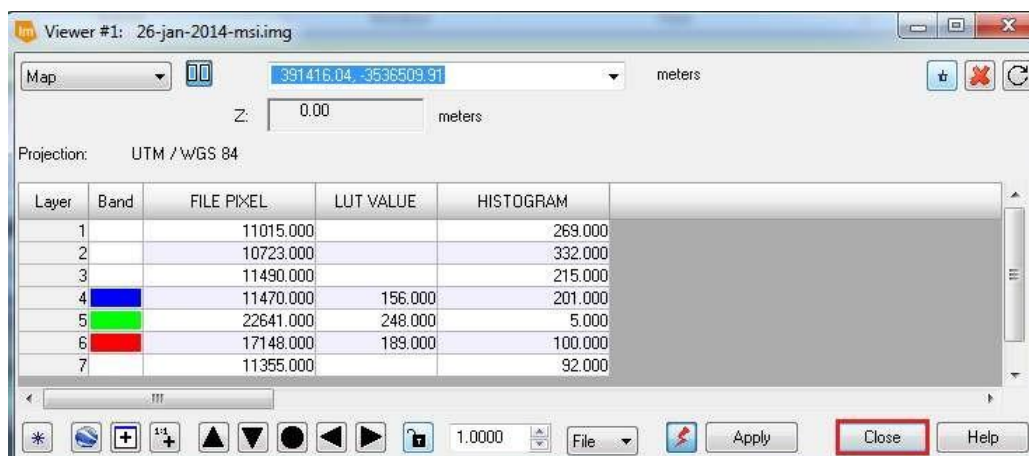 Viewer #1: 26-jan-2014-msi.img
Map 391416.04, -3536509.91 meters
Z: 0.00 meters
Projection: UTM / WGS 84
Layer Band FILE PIXEL LUT VALUE HISTOGRAM
1 11015.000 269.000
2 10723.000 332.000
3 11490.000 215.000
4 11470.000 156.000 201.000
5 22641.000 248.000 5.000
6 17148.000 189.000 100.000
7 11355.000 92.000
1:1 1.0000 File Apply Close Help